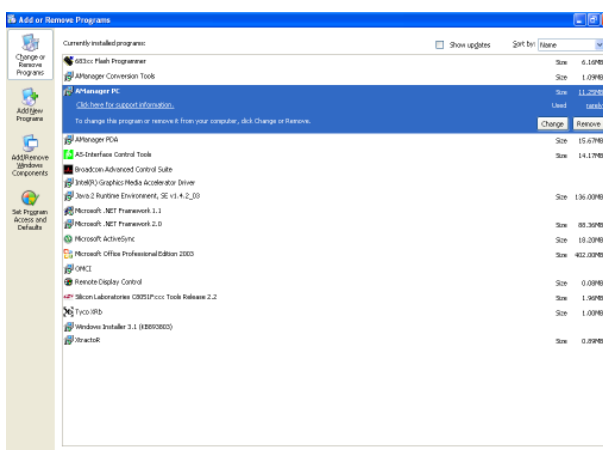 Add or Remove Programs
Change or
Remove
Programs
Add New
Programs
Add/Remove
Windows
Components
Set Program
Access and
Defaults
Currently installed programs:
Show updates
Sort by: Name
683xx Flash Programmer Size 6.16MB
AManager Conversion Tools Size 1.09MB
AManager PC Size 11.25MB
Click here for support information. Used rarely
To change this program or remove it from your computer, click Change or Remove. Change Remove
AManager PDA Size 15.67MB
AS-Interface Control Tools Size 14.17MB
Broadcom Advanced Control Suite
Intel(R) Graphics Media Accelerator Driver
Java 2 Runtime Environment, SE v1.4.2_03 Size 136.00MB
Microsoft .NET Framework 1.1
Microsoft .NET Framework 2.0 Size 88.36MB
Microsoft ActiveSync Size 18.20MB
Microsoft Office Professional Edition 2003 Size 402.00MB
OMCI
Remote Display Control Size 0.08MB
Silicon Laboratories C8051Fxxx Tools Release 2.2 Size 1.96MB
Tyco XRb Size 1.00MB
Windows Installer 3.1 (KB893803)
XtractoR Size 0.89MB